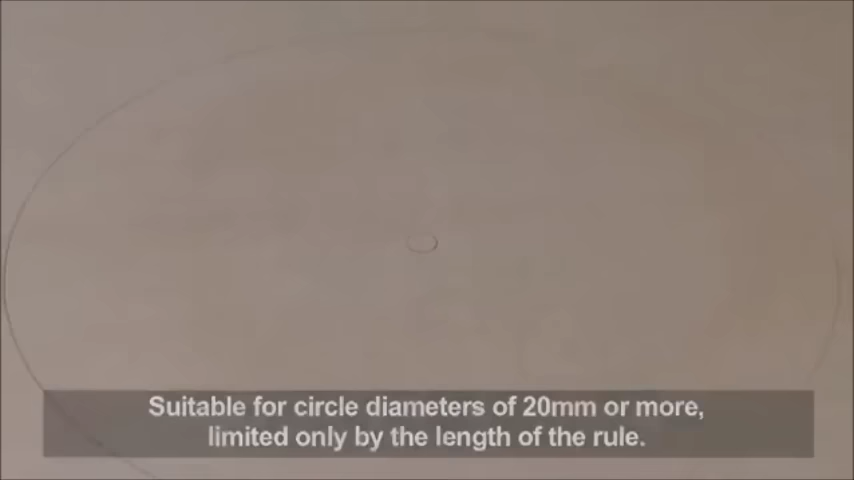 Suitable for circle diameters of 20mm or more,
limited only by the length of the rule.